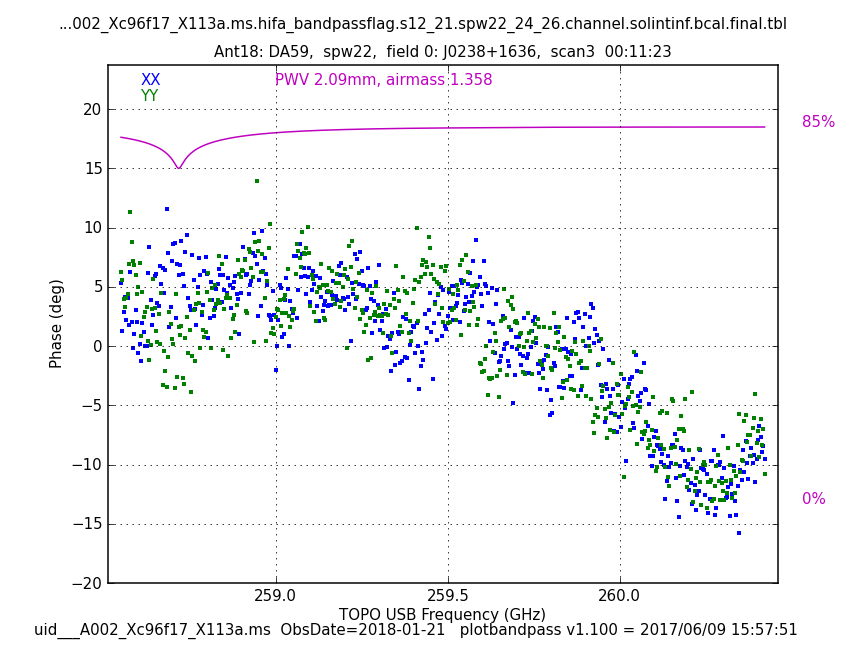 ...002_Xc96f17_X113a.ms.hifa_bandpassflag.s12_21.spw22_24_26.channel.solintinf.bcal.final.tbl
Ant18: DA59, spw22, field 0: J0238+1636, scan3 00:11:23
XX
PWV 2.09mm, airmass 1.358
YY
20
85%
15
10
5
0
−5
−10
0%
−15
−20
Phase (deg)
259.0
259.5
260.0
TOPO USB Frequency (GHz)
uid___A002_Xc96f17_X113a.ms ObsDate=2018-01-21 plotbandpass v1.100 = 2017/06/09 15:57:51